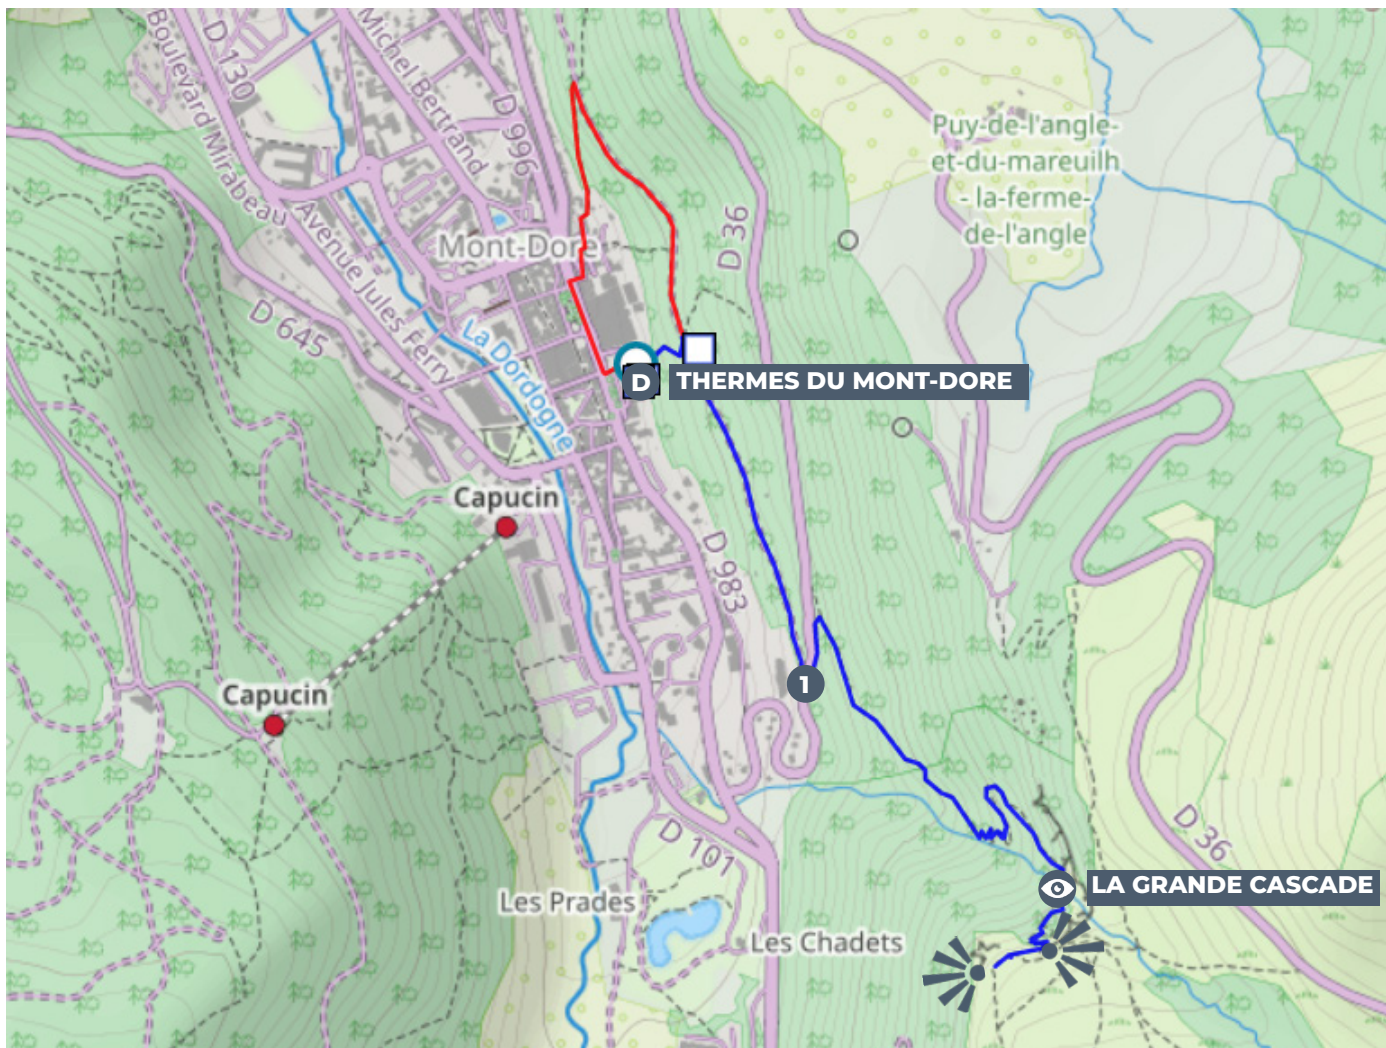 Boulevard Mirabeau
D 130
Michel Bertrand
D 996
Puy-de-l'angle-
et-du-mareuilh
- la-ferme-
de-l'angle
D 36
Mont-Dore
Avenue Jules Ferry
D 645
La Dordogne
D
THERMES DU MONT-DORE
Capucin
D 983
1
Capucin
D 101
D 36
LA GRANDE CASCADE
Les Prades
Les Chadets